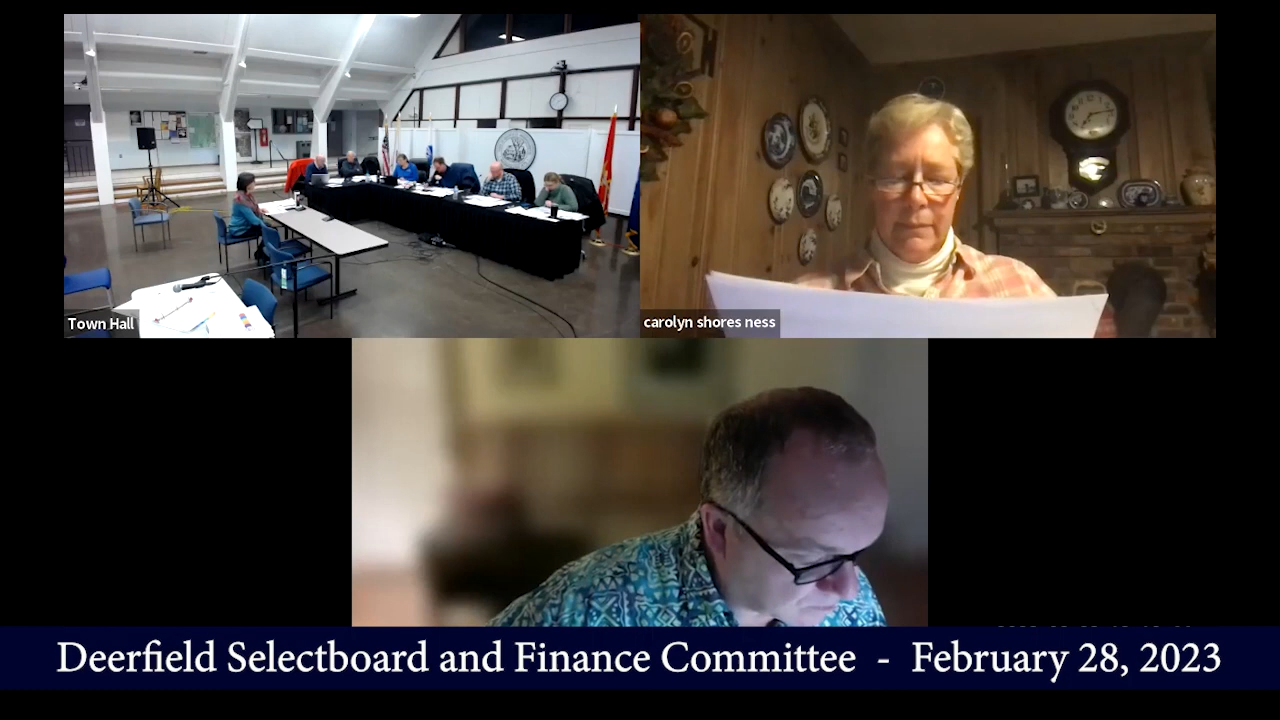 Town Hall
carolyn shores ness
Deerfield Selectboard and Finance Committee - February 28, 2023